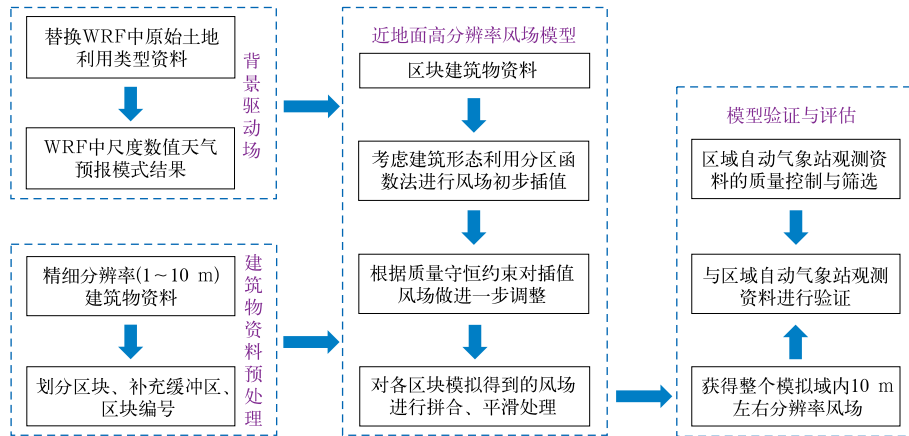 替换WRF中原始土地
利用类型资料
WRF中尺度数值天气
预报模式结果
背景驱动场
精细分辨率(1~10 m)
建筑物资料
划分区块、补充缓冲区、
区块编号
建筑物资料预处理
近地面高分辨率风场模型
区块建筑物资料
考虑建筑形态利用分区函
数法进行风场初步插值
根据质量守恒约束对插值
风场做进一步调整
对各区块模拟得到的风场
进行拼合、平滑处理
模型验证与评估
区域自动气象站观测资
料的质量控制与筛选
与区域自动气象站观测
资料进行验证
获得整个模拟域内10 m
左右分辨率风场